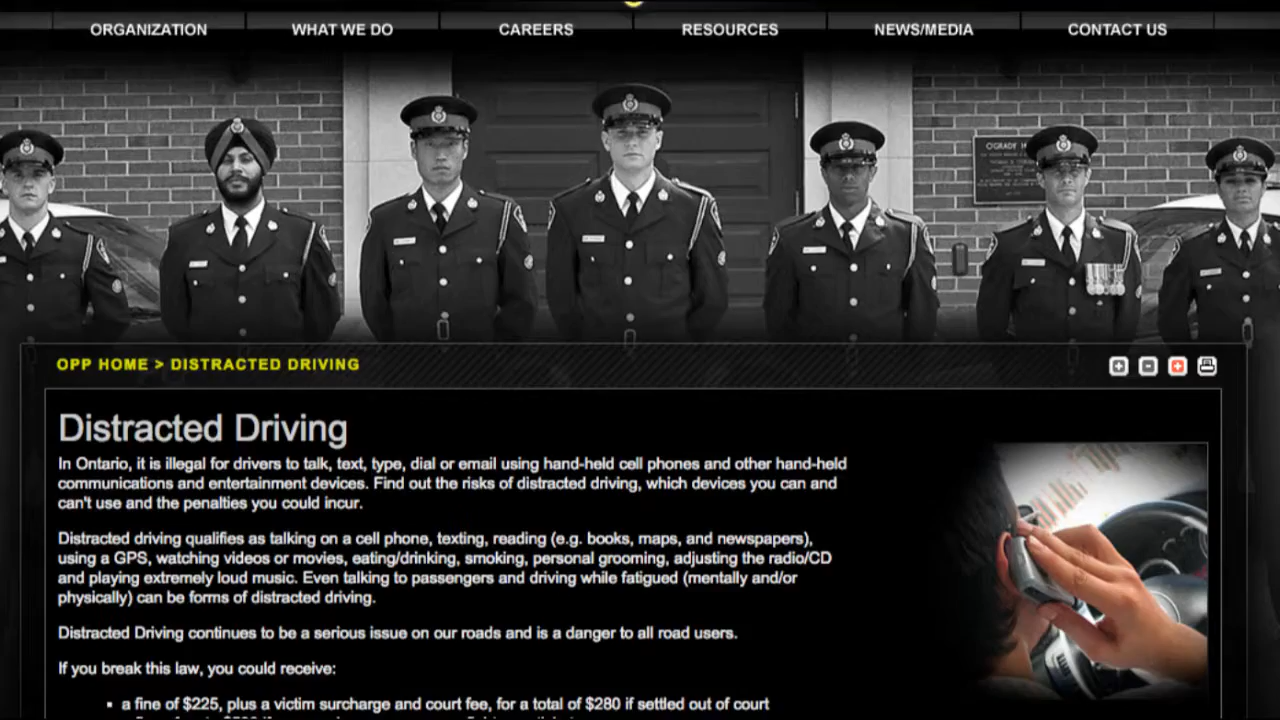 ORGANIZATION WHAT WE DO CAREERS RESOURCES NEWS/MEDIA CONTACT US
OPP HOME > DISTRACTED DRIVING
Distracted Driving
In Ontario, it is illegal for drivers to talk, text, type, dial or email using hand-held cell phones and other hand-held
communications and entertainment devices. Find out the risks of distracted driving, which devices you can and
can't use and the penalties you could incur.
Distracted driving qualifies as talking on a cell phone, texting, reading (e.g. books, maps, and newspapers),
using a GPS, watching videos or movies, eating/drinking, smoking, personal grooming, adjusting the radio/CD
and playing extremely loud music. Even talking to passengers and driving while fatigued (mentally and/or
physically) can be forms of distracted driving.
Distracted Driving continues to be a serious issue on our roads and is a danger to all road users.
If you break this law, you could receive:
▪ a fine of $225, plus a victim surcharge and court fee, for a total of $280 if settled out of court